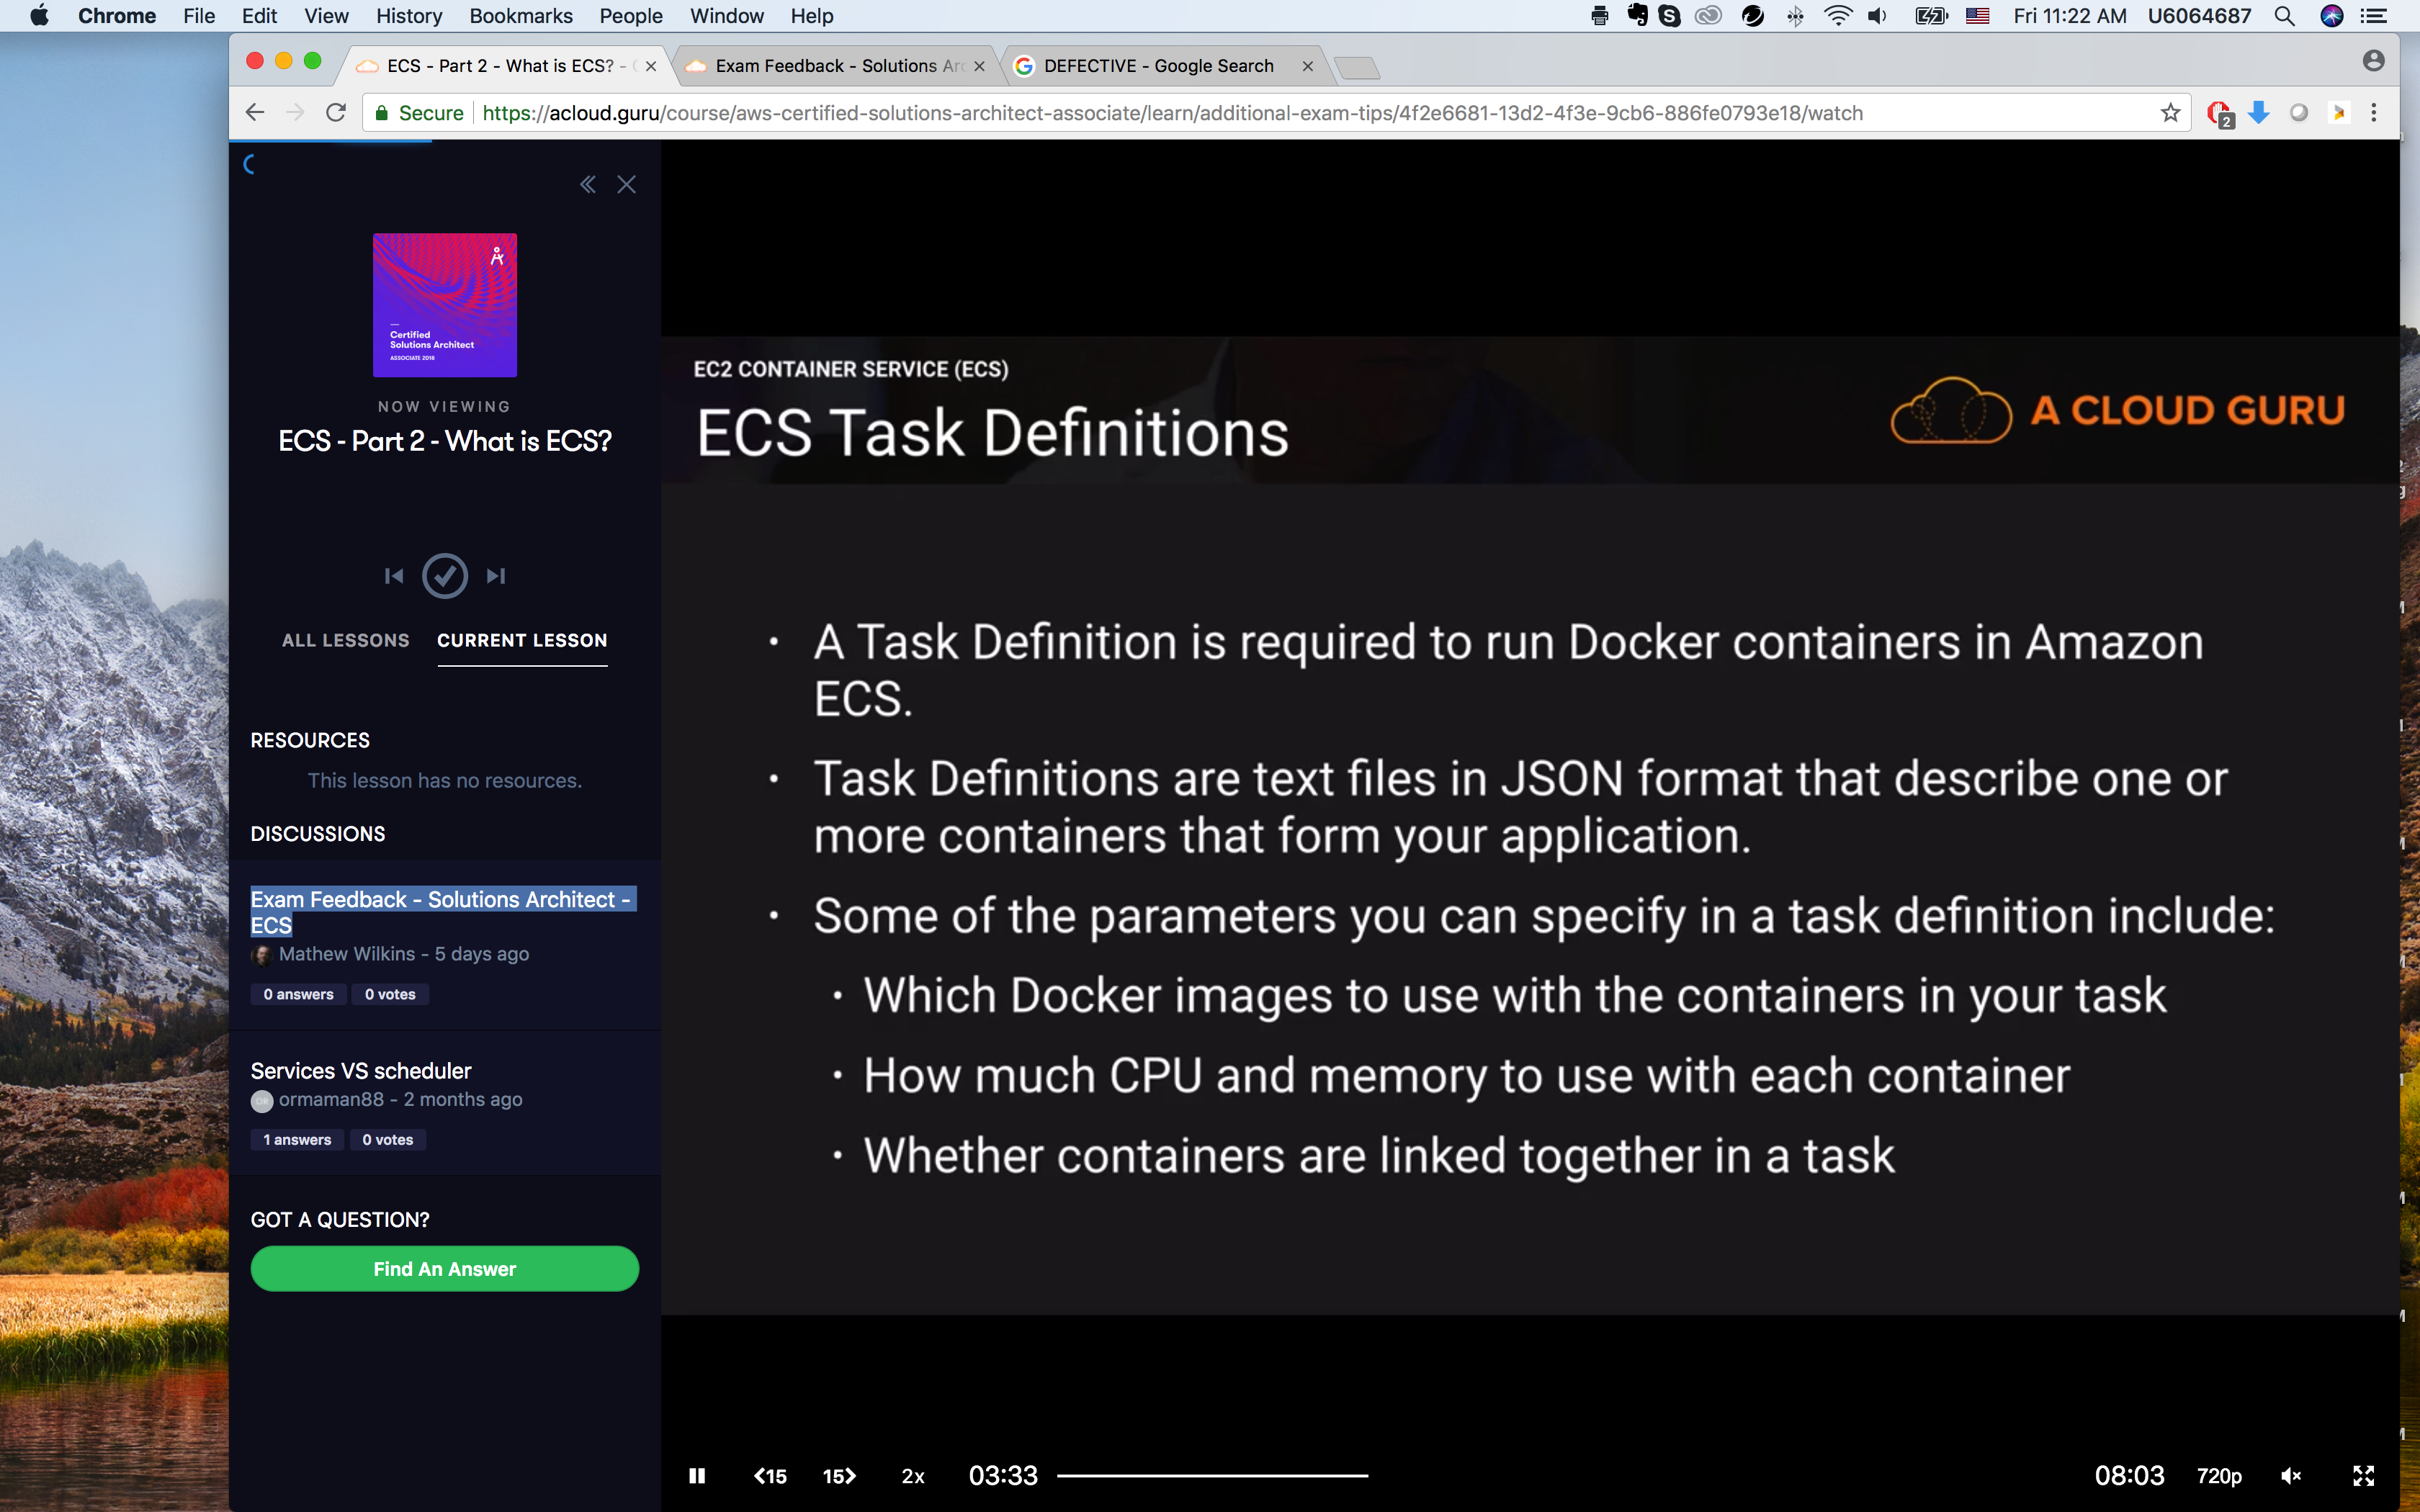 Chrome File Edit View History Bookmarks People Window Help
Fri 11:22 AM U6064687
ECS - Part 2 - What is ECS? -
Exam Feedback - Solutions Arc
DEFECTIVE - Google Search
Secure https://acloud.guru/course/aws-certified-solutions-architect-associate/learn/additional-exam-tips/4f2e6681-13d2-4f3e-9cb6-886fe0793e18/watch
2
Certified
Solutions Architect
ASSOCIATE 2018
NOW VIEWING
ECS - Part 2 - What is ECS?
ALL LESSONS CURRENT LESSON
RESOURCES
This lesson has no resources.
DISCUSSIONS
Exam Feedback - Solutions Architect -
ECS
Mathew Wilkins - 5 days ago
0 answers 0 votes
Services VS scheduler
ormaman88 - 2 months ago
1 answers 0 votes
GOT A QUESTION?
Find An Answer
EC2 CONTAINER SERVICE (ECS)
ECS Task Definitions
A CLOUD GURU
• A Task Definition is required to run Docker containers in Amazon
ECS.
• Task Definitions are text files in JSON format that describe one or
more containers that form your application.
• Some of the parameters you can specify in a task definition include:
• Which Docker images to use with the containers in your task
• How much CPU and memory to use with each container
• Whether containers are linked together in a task
<15 15> 2x 03:33 08:03 720p